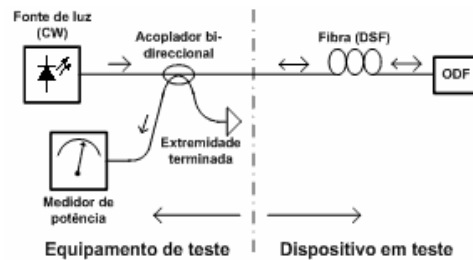 Fonte de
luz (CW)
Acoplador bi-
direccional
Fibra (DSF)
ODF
Extremidade
terminada
Medidor de
potência
Equipamento de teste
Dispositivo em teste